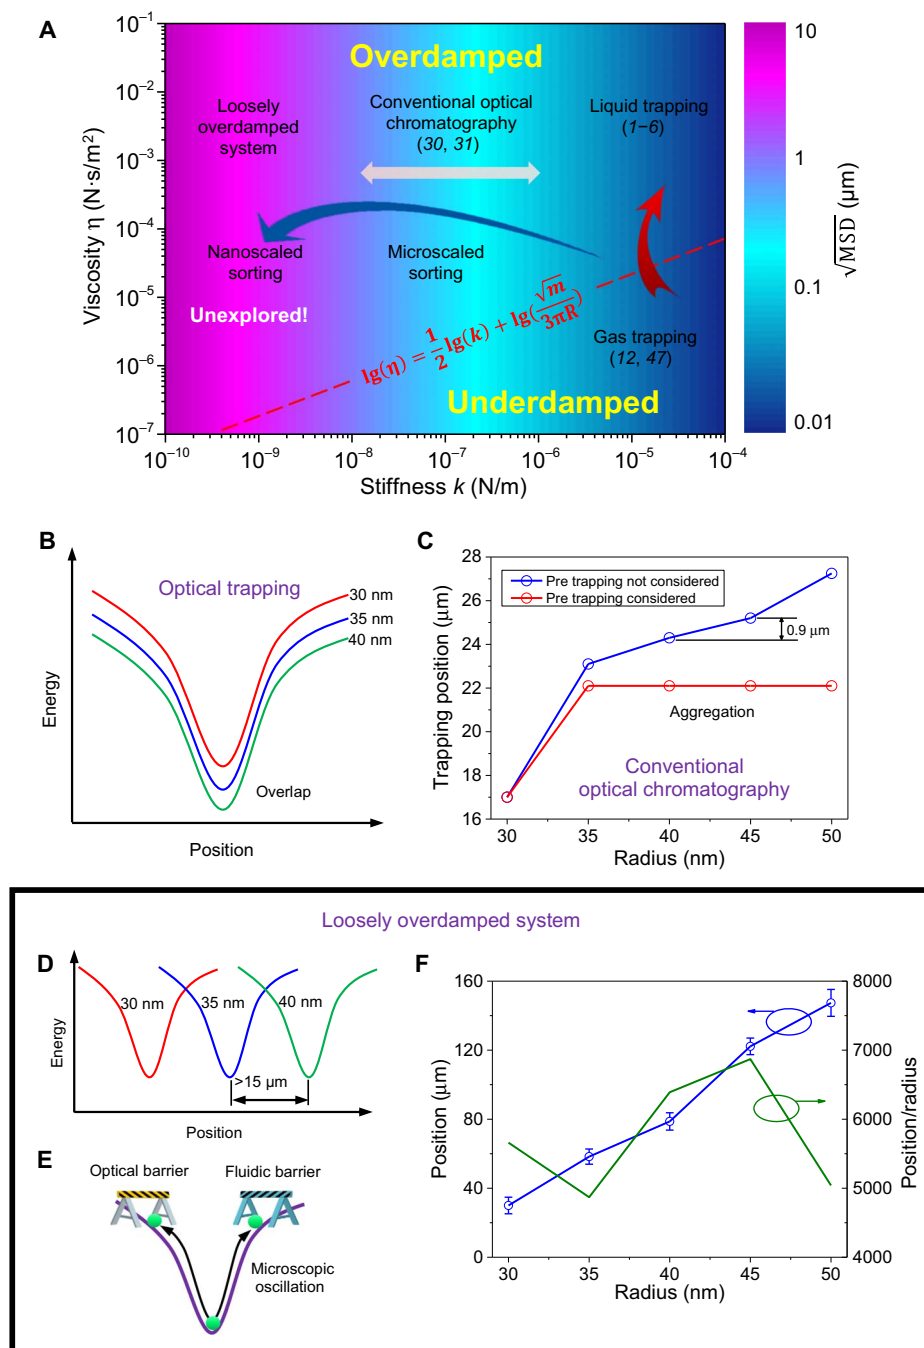 A
Overdamped
Loosely
overdamped
system
Conventional optical
chromatography
(30, 31)
Liquid trapping
(1−6)
Nanoscaled
sorting
Microscaled sorting
Unexplored!
lg(η) = 1/2 lg(k) + lg(√m/3πR)
Gas trapping
(12, 47)
Underdamped
Viscosity η (N·s/m²)
10⁻¹
10⁻²
10⁻³
10⁻⁴
10⁻⁵
10⁻⁶
10⁻⁷
10⁻¹⁰ 10⁻⁹ 10⁻⁸ 10⁻⁷ 10⁻⁶ 10⁻⁵ 10⁻⁴
Stiffness k (N/m)
10
1
0.1
0.01
√MSD (μm)
B
Optical trapping
30 nm
35 nm
40 nm
Overlap
Energy
Position
C
Pre trapping not considered
Pre trapping considered
0.9 μm
Aggregation
Conventional
optical chromatography
Trapping position (μm)
28
26
24
22
20
18
16
30 35 40 45 50
Radius (nm)
Loosely overdamped system
D
30 nm 35 nm 40 nm
>15 μm
Energy
Position
E
Optical barrier Fluidic barrier
Microscopic
oscillation
F
Position (μm)
160
120
80
40
0
8000
7000
6000
5000
4000
Position/radius
30 35 40 45 50
Radius (nm)